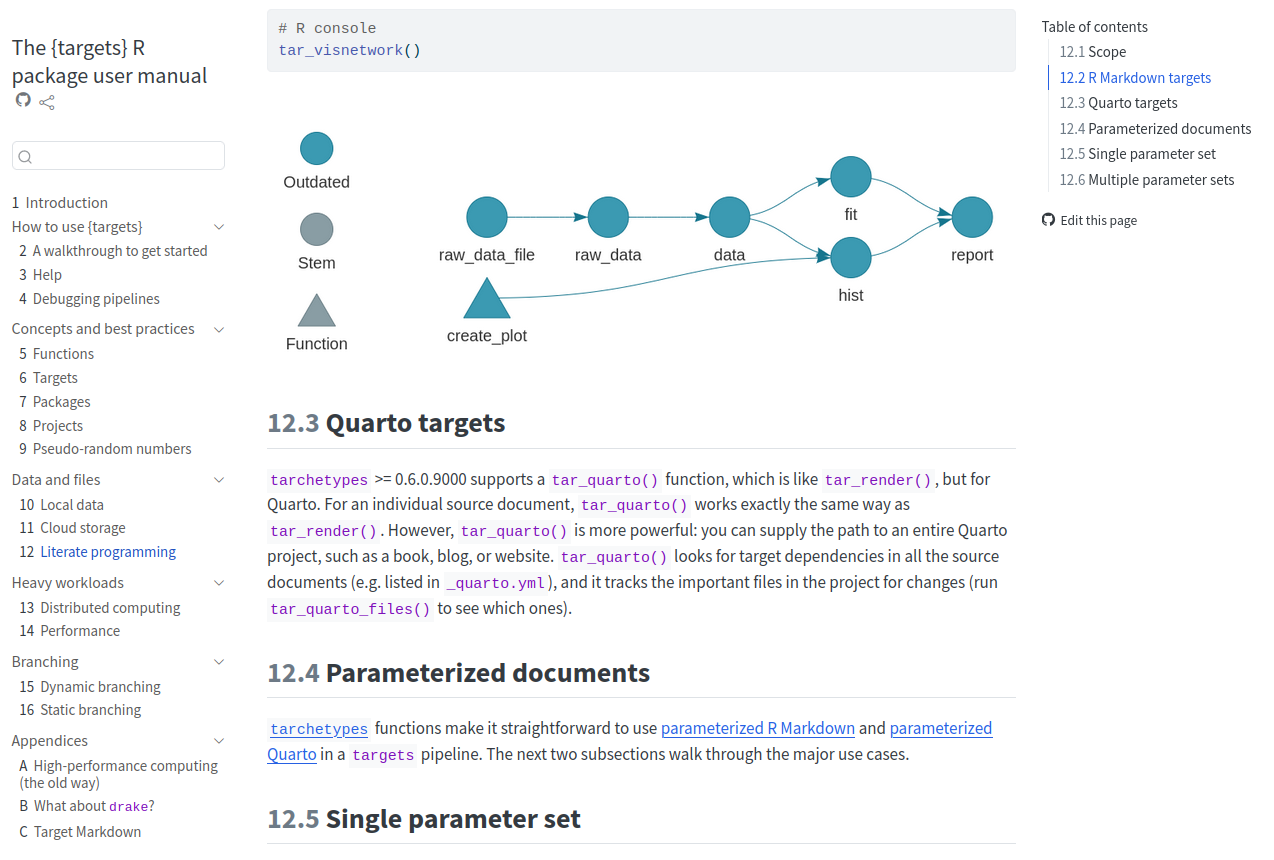 The {targets} R
package user manual
1 Introduction
How to use {targets}
2 A walkthrough to get started
3 Help
4 Debugging pipelines
Concepts and best practices
5 Functions
6 Targets
7 Packages
8 Projects
9 Pseudo-random numbers
Data and files
10 Local data
11 Cloud storage
12 Literate programming
Heavy workloads
13 Distributed computing
14 Performance
Branching
15 Dynamic branching
16 Static branching
Appendices
A High-performance computing
(the old way)
B What about drake?
C Target Markdown
# R console
tar_visnetwork()
Outdated
Stem
Function
raw_data_file
raw_data
data
fit
hist
report
create_plot
12.3 Quarto targets
tarchetypes >= 0.6.0.9000 supports a tar_quarto() function, which is like tar_render(), but for
Quarto. For an individual source document, tar_quarto() works exactly the same way as
tar_render(). However, tar_quarto() is more powerful: you can supply the path to an entire Quarto
project, such as a book, blog, or website. tar_quarto() looks for target dependencies in all the source
documents (e.g. listed in _quarto.yml), and it tracks the important files in the project for changes (run
tar_quarto_files() to see which ones).
12.4 Parameterized documents
tarchetypes functions make it straightforward to use parameterized R Markdown and parameterized
Quarto in a targets pipeline. The next two subsections walk through the major use cases.
12.5 Single parameter set
Table of contents
12.1 Scope
12.2 R Markdown targets
12.3 Quarto targets
12.4 Parameterized documents
12.5 Single parameter set
12.6 Multiple parameter sets
Edit this page